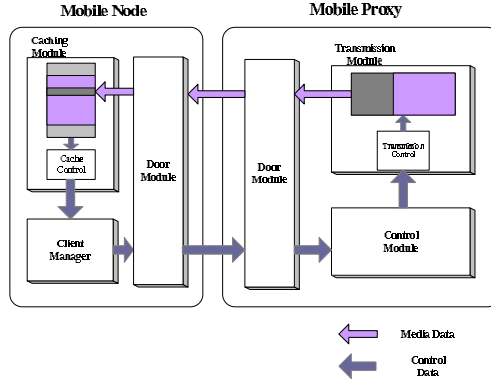 Mobile Node
Mobile Proxy
Caching
Module
Transmission
Module
Cache
Control
Transmission
Control
Door
Module
Door
Module
Client
Manager
Control
Module
Media Data
Control
Data